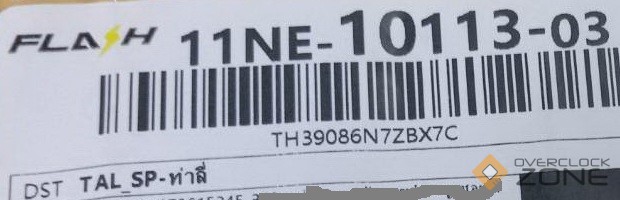 FLASH 11NE-10113-03
TH39086N7ZBX7C
DST TAL_SP-ท่าลี่
OVERCLOCK
ZONE